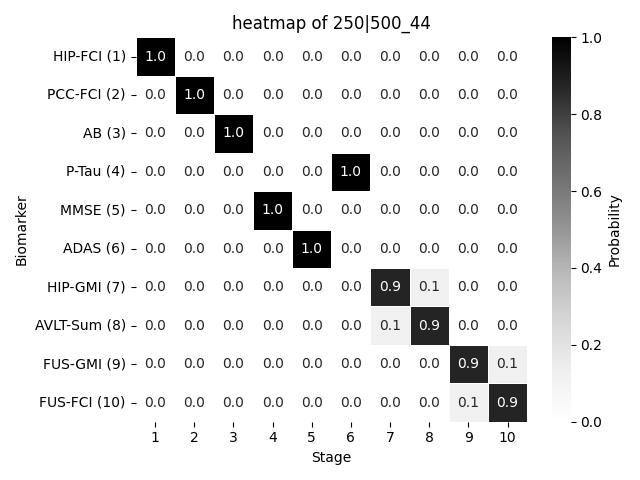 heatmap of 250|500_44
HIP-FCI (1) 1.0 0.0 0.0 0.0 0.0 0.0 0.0 0.0 0.0 0.0
PCC-FCI (2) 0.0 1.0 0.0 0.0 0.0 0.0 0.0 0.0 0.0 0.0
AB (3) 0.0 0.0 1.0 0.0 0.0 0.0 0.0 0.0 0.0 0.0
P-Tau (4) 0.0 0.0 0.0 0.0 0.0 1.0 0.0 0.0 0.0 0.0
MMSE (5) 0.0 0.0 0.0 1.0 0.0 0.0 0.0 0.0 0.0 0.0
ADAS (6) 0.0 0.0 0.0 0.0 1.0 0.0 0.0 0.0 0.0 0.0
HIP-GMI (7) 0.0 0.0 0.0 0.0 0.0 0.0 0.9 0.1 0.0 0.0
AVLT-Sum (8) 0.0 0.0 0.0 0.0 0.0 0.0 0.1 0.9 0.0 0.0
FUS-GMI (9) 0.0 0.0 0.0 0.0 0.0 0.0 0.0 0.0 0.9 0.1
FUS-FCI (10) 0.0 0.0 0.0 0.0 0.0 0.0 0.0 0.0 0.1 0.9
1 2 3 4 5 6 7 8 9 10
Stage
Biomarker
1.0
0.8
0.6
0.4
0.2
0.0
Probability